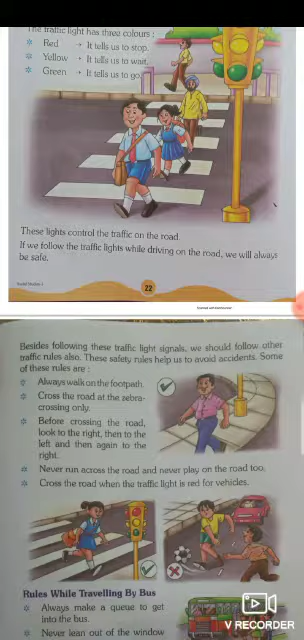 The traffic light has three colours :
Red → It tells us to stop.
Yellow • It tells us to wait.
Green → It tells us to go.
These lights control the traffic on the road.
If we follow the traffic lights while driving on the road, we will always
be safe.
22
Besides following these traffic light signals, we should follow other
traffic rules also. These safety rules help us to avoid accidents. Some
of these rules are :
Always walk on the footpath.
Cross the road at the zebra-
crossing only.
Before crossing the road,
look to the right, then to the
left and then again to the
right.
Never run across the road and never play on the road too.
Cross the road when the traffic light is red for vehicles.
Rules While Travelling By Bus
Always make a queue to get
into the bus.
Never lean out of the window
V RECORDER